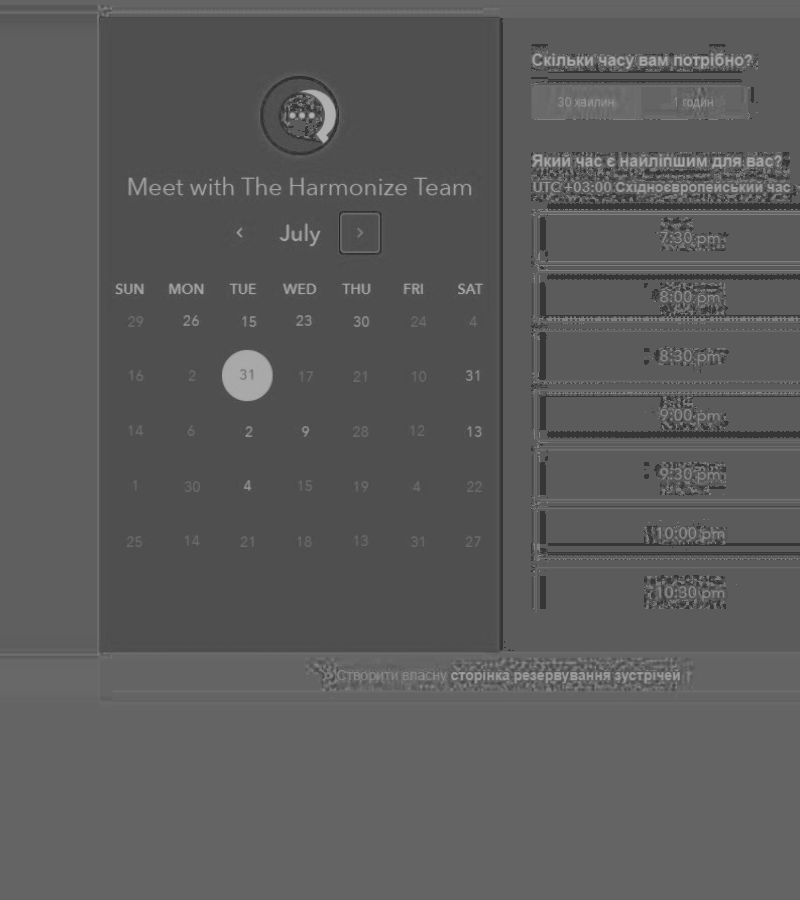 Meet with The Harmonize Team
July
SUN MON TUE WED THU FRI SAT
29 26 15 23 30 24 4
16 2 31 17 21 10 31
14 6 2 9 28 12 13
1 30 4 15 19 4 22
25 14 21 18 13 31 27
Скільки часу вам потрібно?
30 хвилин 1 годин
Який час є найліпшим для вас?
UTC +03:00 Східноєвропейський час
7:30 pm
8:00 pm
8:30 pm
9:00 pm
9:30 pm
10:00 pm
10:30 pm
Створити власну сторінка резервування зустрічей